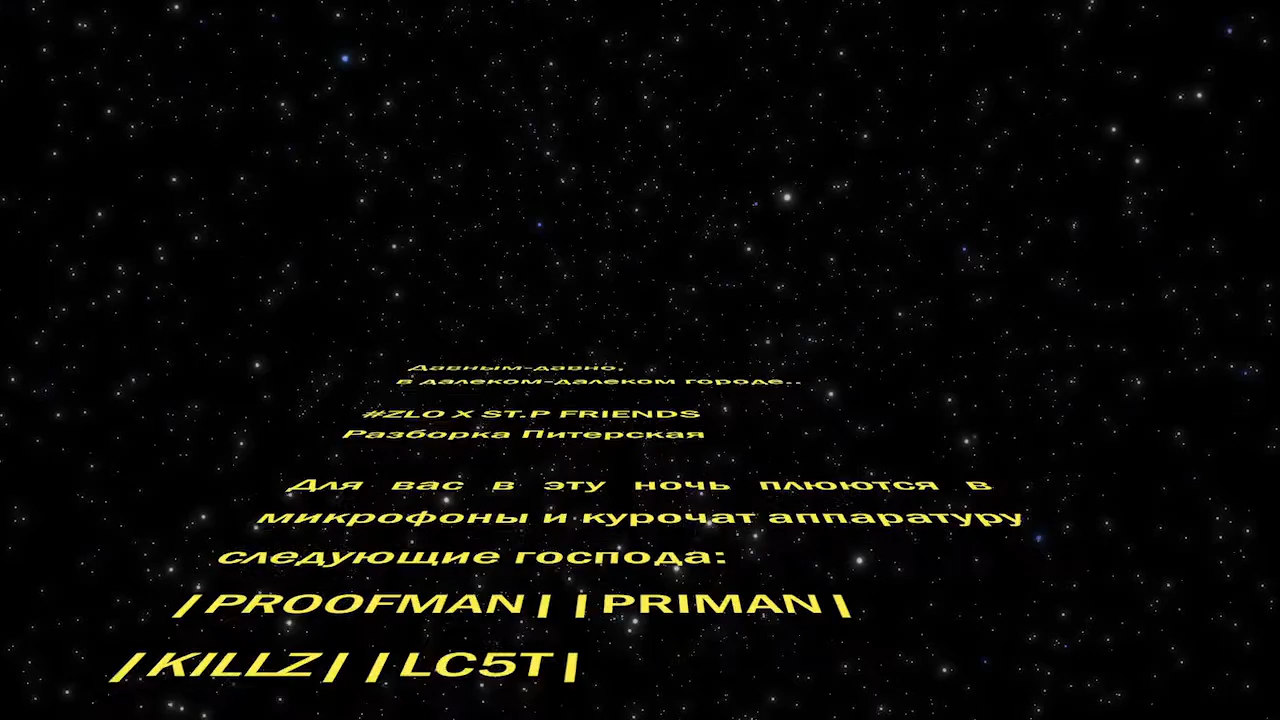 Давным-давно,
в далеком-далеком городе..
#ZLO X ST.P FRIENDS
Разборка Питерская
Для вас в эту ночь плюются в
микрофоны и курочат аппаратуру
следующие господа:
|PROOFMAN| |PRIMAN|
|KILLZ| |LC5T|